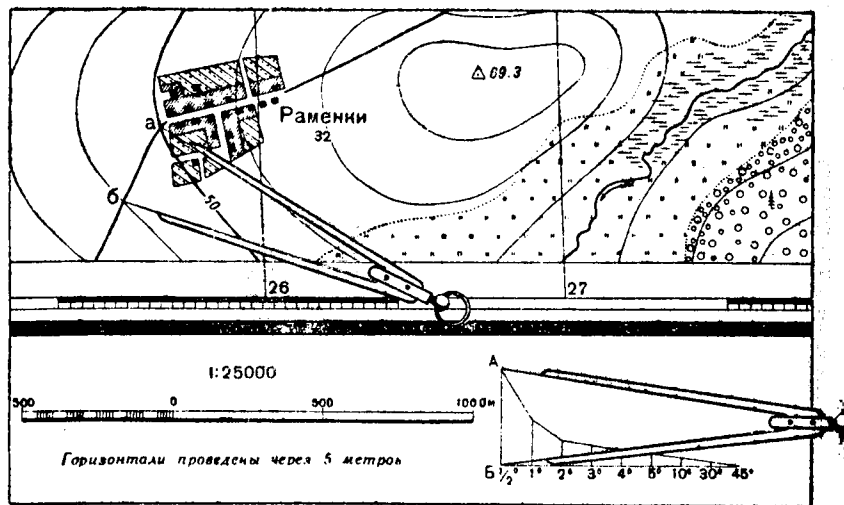 △ 69.3
а
Раменки
32
б
50
26
27
1:25000
500
0
500
1000м
Горизонтали проведены через 5 метров
А
Б
½° 1° 2° 3° 4° 5° 10° 30° 45°